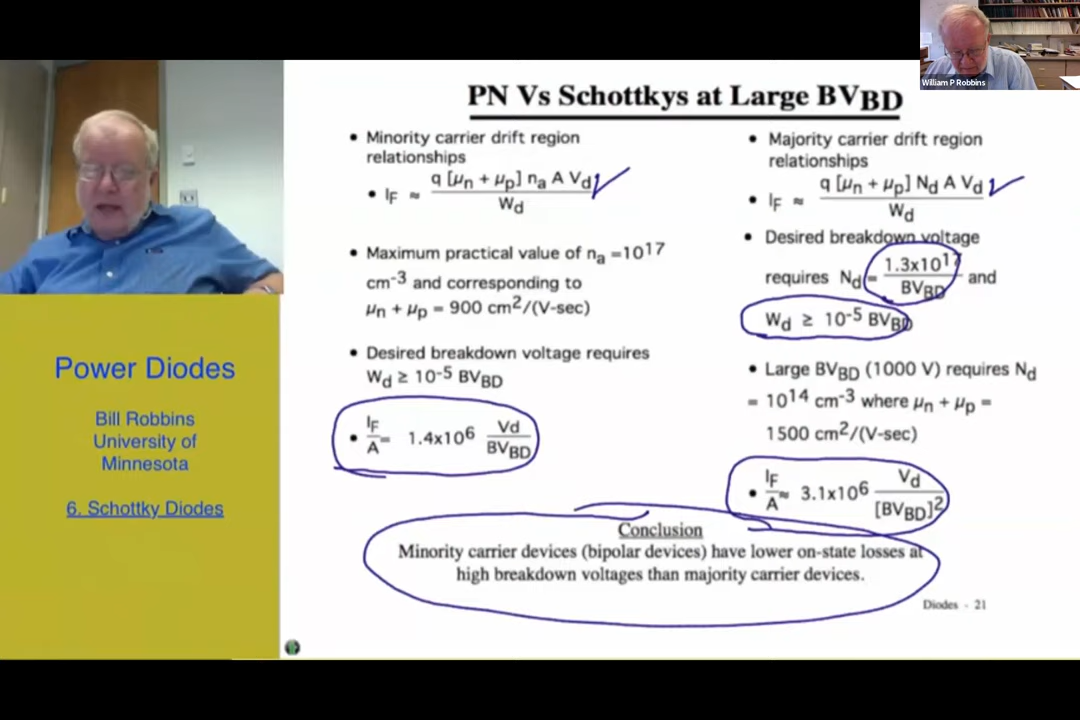 William P Robbins
PN Vs Schottkys at Large BVBD
• Minority carrier drift region
relationships
• IF ≈ q [μn + μp] na A Vd / Wd
• Maximum practical value of na =10^17
cm^-3 and corresponding to
μn + μp = 900 cm^2/(V-sec)
• Desired breakdown voltage requires
Wd ≥ 10^-5 BVBD
• IF/A = 1.4x10^6 Vd/BVBD
• Majority carrier drift region
relationships
• IF ≈ q [μn + μp] Nd A Vd / Wd
• Desired breakdown voltage
requires Nd = 1.3x10^17/BVBD and
Wd ≥ 10^-5 BVBD
• Large BVBD (1000 V) requires Nd
= 10^14 cm^-3 where μn + μp =
1500 cm^2/(V-sec)
• IF/A ≈ 3.1x10^6 Vd/[BVBD]^2
Conclusion
Minority carrier devices (bipolar devices) have lower on-state losses at
high breakdown voltages than majority carrier devices.
Diodes - 21
Power Diodes
Bill Robbins
University of
Minnesota
6. Schottky Diodes